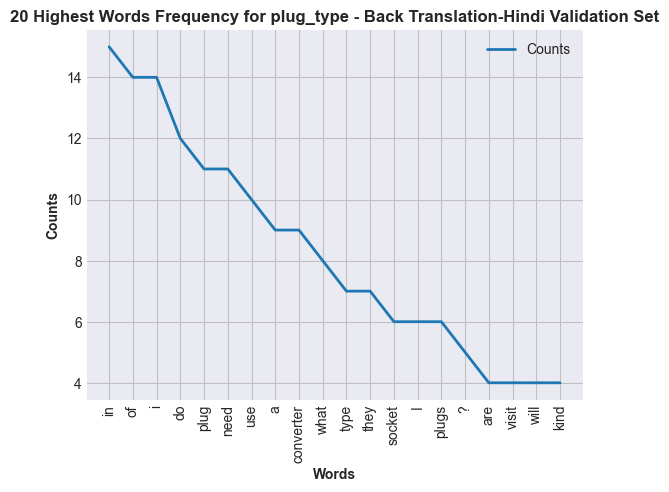 20 Highest Words Frequency for plug_type - Back Translation-Hindi Validation Set
Counts
14
12
10
8
6
4
Counts
in
of
i
do
plug
need
use
a
converter
what
type
they
socket
I
plugs
?
are
visit
will
kind
Words